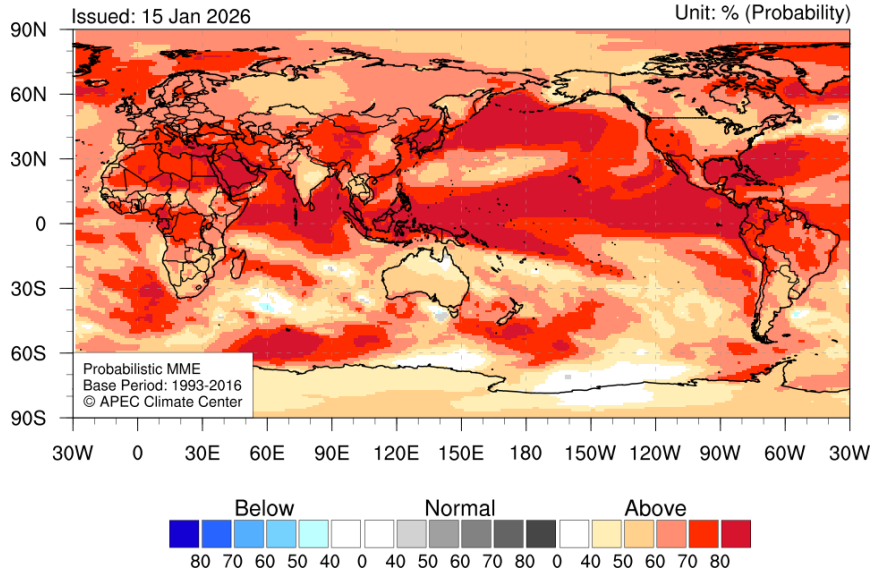 Issued: 15 Jan 2026 Unit: % (Probability)
90N
60N
30N
0
30S
60S
90S
Probabilistic MME
Base Period: 1993-2016
© APEC Climate Center
30W 0 30E 60E 90E 120E 150E 180 150W 120W 90W 60W 30W
Below Normal Above
80 70 60 50 40 0 40 50 60 70 80 0 40 50 60 70 80